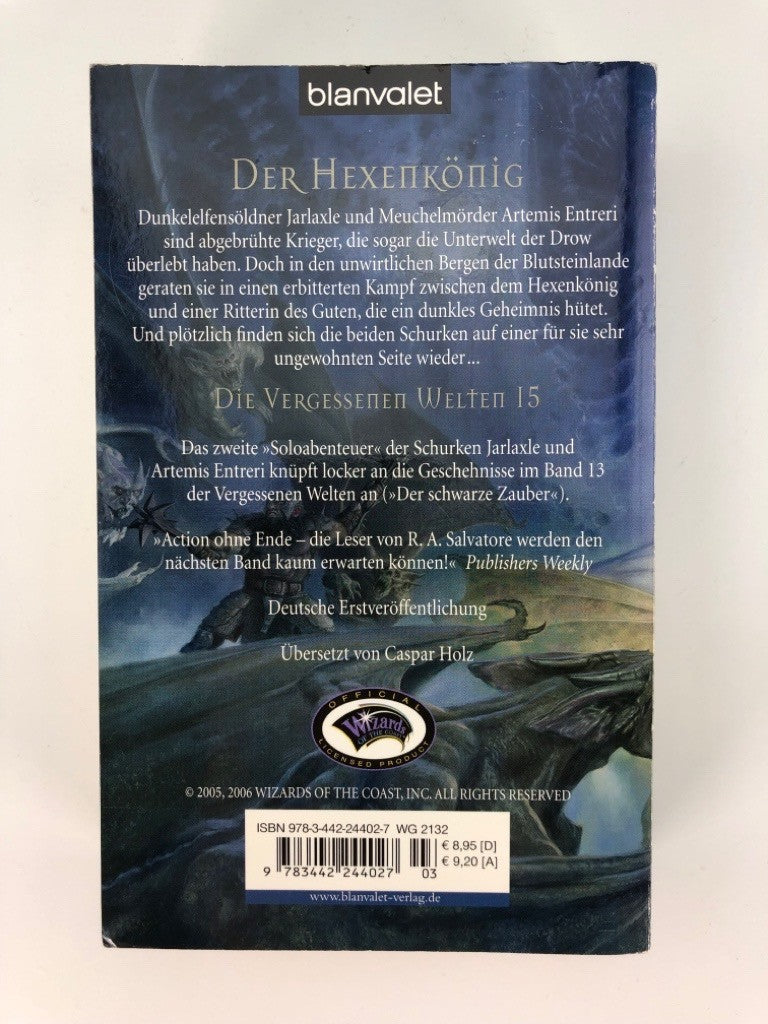 blanvalet
Der Hexenkönig
Dunkelelfensöldner Jarlaxle und Meuchelmörder Artemis Entreri
sind abgebrühte Krieger, die sogar die Unterwelt der Drow
überlebt haben. Doch in den unwirtlichen Bergen der Blutsteinlande
geraten sie in einen erbitterten Kampf zwischen dem Hexenkönig
und einer Ritterin des Guten, die ein dunkles Geheimnis hütet.
Und plötzlich finden sich die beiden Schurken auf einer für sie sehr
ungewohnten Seite wieder ...
Die Vergessenen Welten 15
Das zweite »Soloabenteuer« der Schurken Jarlaxle und
Artemis Entreri knüpft locker an die Geschehnisse im Band 13
der Vergessenen Welten an (»Der schwarze Zauber«).
»Action ohne Ende – die Leser von R. A. Salvatore werden den
nächsten Band kaum erwarten können!« Publishers Weekly
Deutsche Erstveröffentlichung
Übersetzt von Caspar Holz
OFFICIAL
Wizards
OF THE COAST
LICENSED PRODUCT
© 2005, 2006 WIZARDS OF THE COAST, INC. ALL RIGHTS RESERVED
ISBN 978-3-442-24402-7 WG 2132
€ 8,95 [D]
€ 9,20 [A]
9 783442 244027 03
www.blanvalet-verlag.de